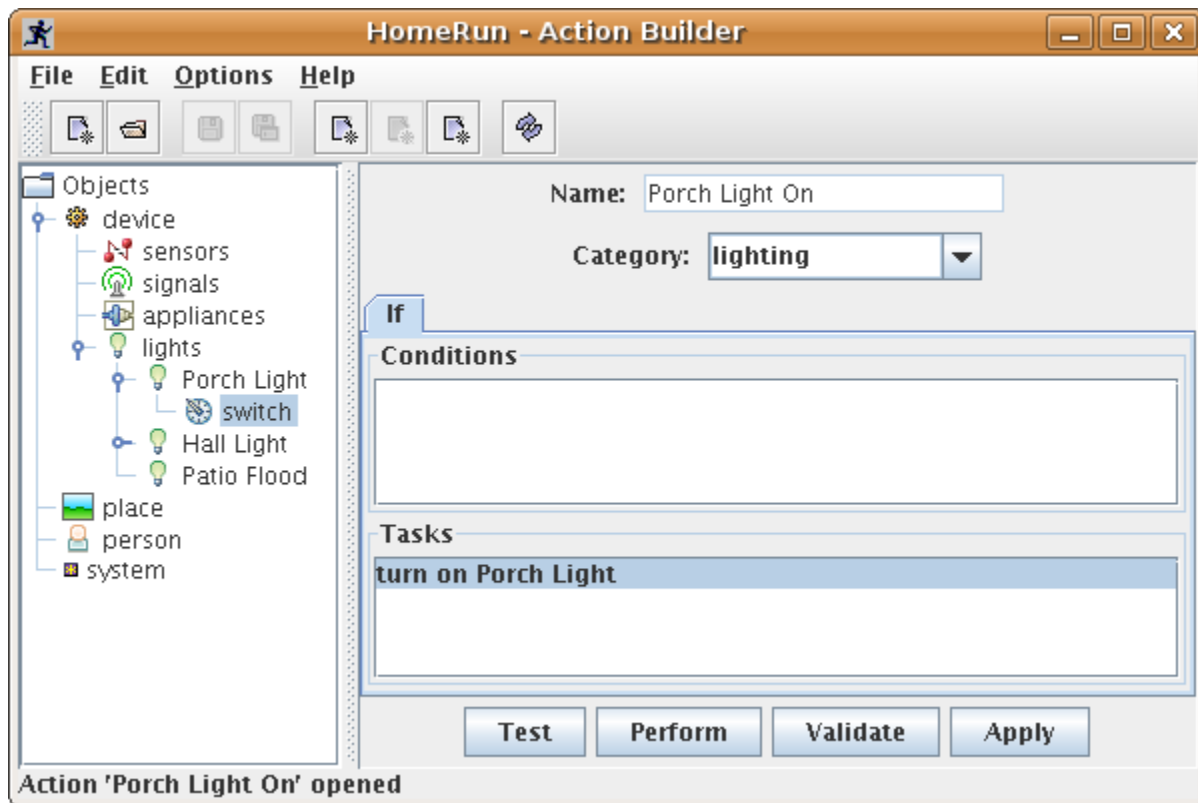 HomeRun - Action Builder
File Edit Options Help
Objects
device
sensors
signals
appliances
lights
Porch Light
switch
Hall Light
Patio Flood
place
person
system
Name: Porch Light On
Category: lighting
If
Conditions
Tasks
turn on Porch Light
Test Perform Validate Apply
Action 'Porch Light On' opened